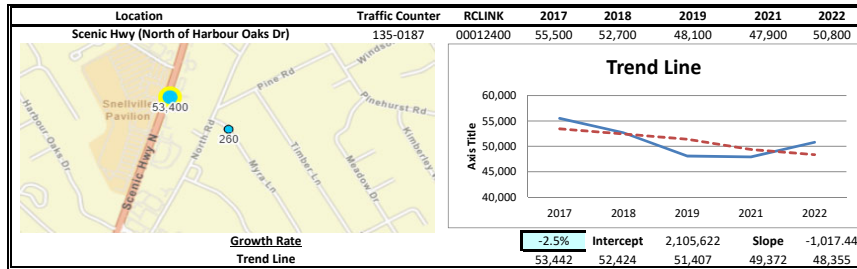 Location Traffic Counter RCLINK 2017 2018 2019 2021 2022
Scenic Hwy (North of Harbour Oaks Dr) 135-0187 00012400 55,500 52,700 48,100 47,900 50,800
Harbour Oaks Dr
Snellvill
Pavilion
53,400
Scenic Hwy N
North Rd
260
Pine Rd
Windso
Pinehurst Rd
Kimberley
Myra Ln
Timber Ln
Meadow Dr
Trend Line
Axis Title
60,000
55,000
50,000
45,000
40,000
2017 2018 2019 2021 2022
Growth Rate -2.5% Intercept 2,105,622 Slope -1,017.44
Trend Line 53,442 52,424 51,407 49,372 48,355